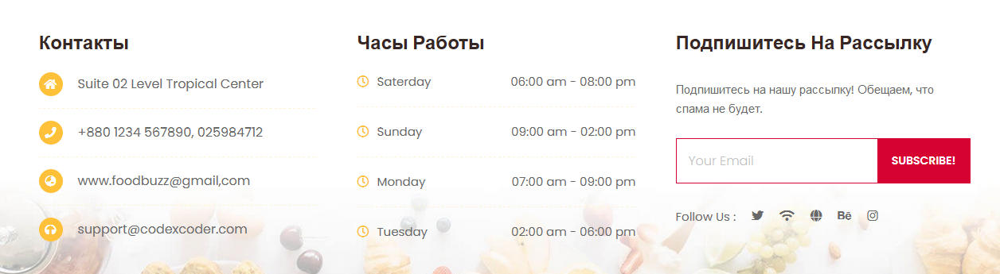 Контакты
Suite 02 Level Tropical Center
+880 1234 567890, 025984712
www.foodbuzz@gmail,com
support@codexcoder.com
Часы Работы
Saterday 06:00 am - 08:00 pm
Sunday 09:00 am - 02:00 pm
Monday 07:00 am - 09:00 pm
Tuesday 02:00 am - 06:00 pm
Подпишитесь На Рассылку
Подпишитесь на нашу рассылку! Обещаем, что
спама не будет.
Your Email SUBSCRIBE!
Follow Us : Bē